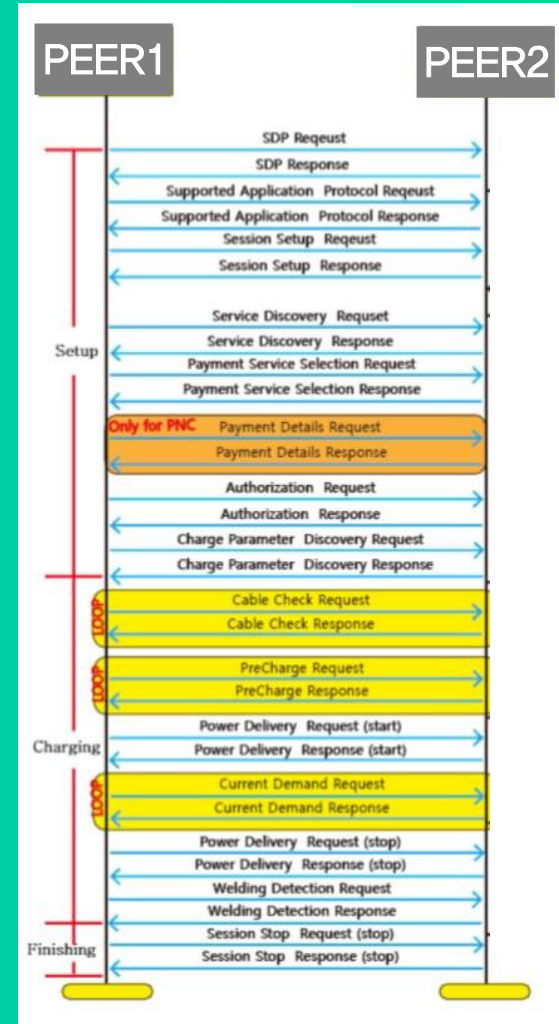 PEER1
PEER2
SDP Reqeust
SDP Response
Supported Application Protocol Reqeust
Supported Application Protocol Response
Session Setup Reqeust
Session Setup Response
Service Discovery Requset
Service Discovery Response
Setup
Payment Service Selection Request
Payment Service Selection Response
Only for PNC Payment Details Request
Payment Details Response
Authorization Request
Authorization Response
Charge Parameter Discovery Request
Charge Parameter Discovery Response
LOOP
Cable Check Request
Cable Check Response
LOOP
PreCharge Request
PreCharge Response
Power Delivery Request (start)
Charging
Power Delivery Response (start)
LOOP
Current Demand Request
Current Demand Response
Power Delivery Request (stop)
Power Delivery Response (stop)
Welding Detection Request
Welding Detection Response
Session Stop Request (stop)
Finishing
Session Stop Response (stop)